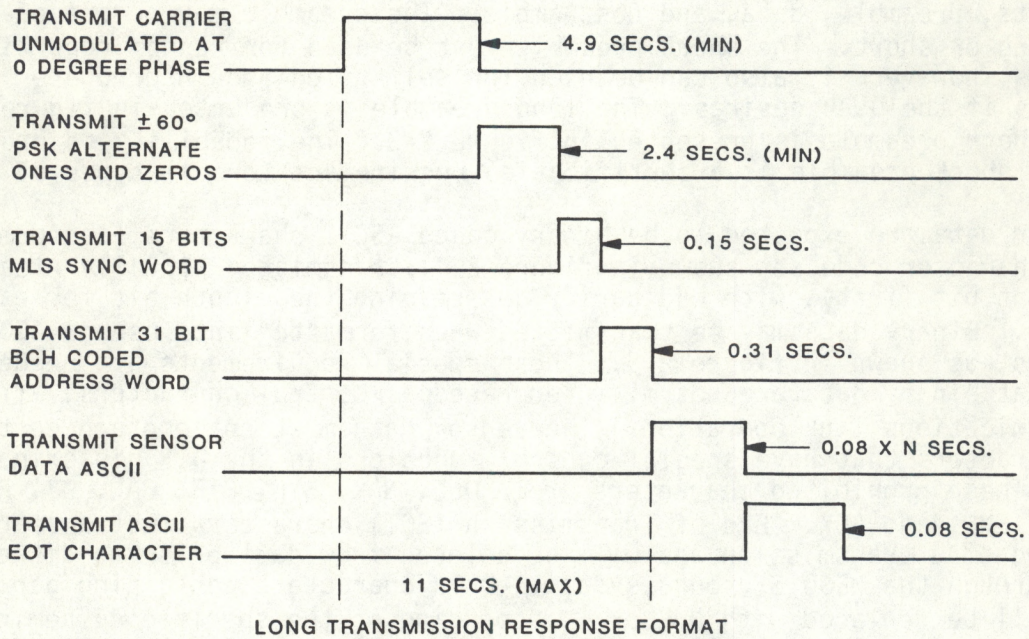 TRANSMIT CARRIER
UNMODULATED AT
0 DEGREE PHASE
4.9 SECS. (MIN)
TRANSMIT ±60°
PSK ALTERNATE
ONES AND ZEROS
2.4 SECS. (MIN)
TRANSMIT 15 BITS
MLS SYNC WORD
0.15 SECS.
TRANSMIT 31 BIT
BCH CODED
ADDRESS WORD
0.31 SECS.
TRANSMIT SENSOR
DATA ASCII
0.08 X N SECS.
TRANSMIT ASCII
EOT CHARACTER
0.08 SECS.
11 SECS. (MAX)
LONG TRANSMISSION RESPONSE FORMAT